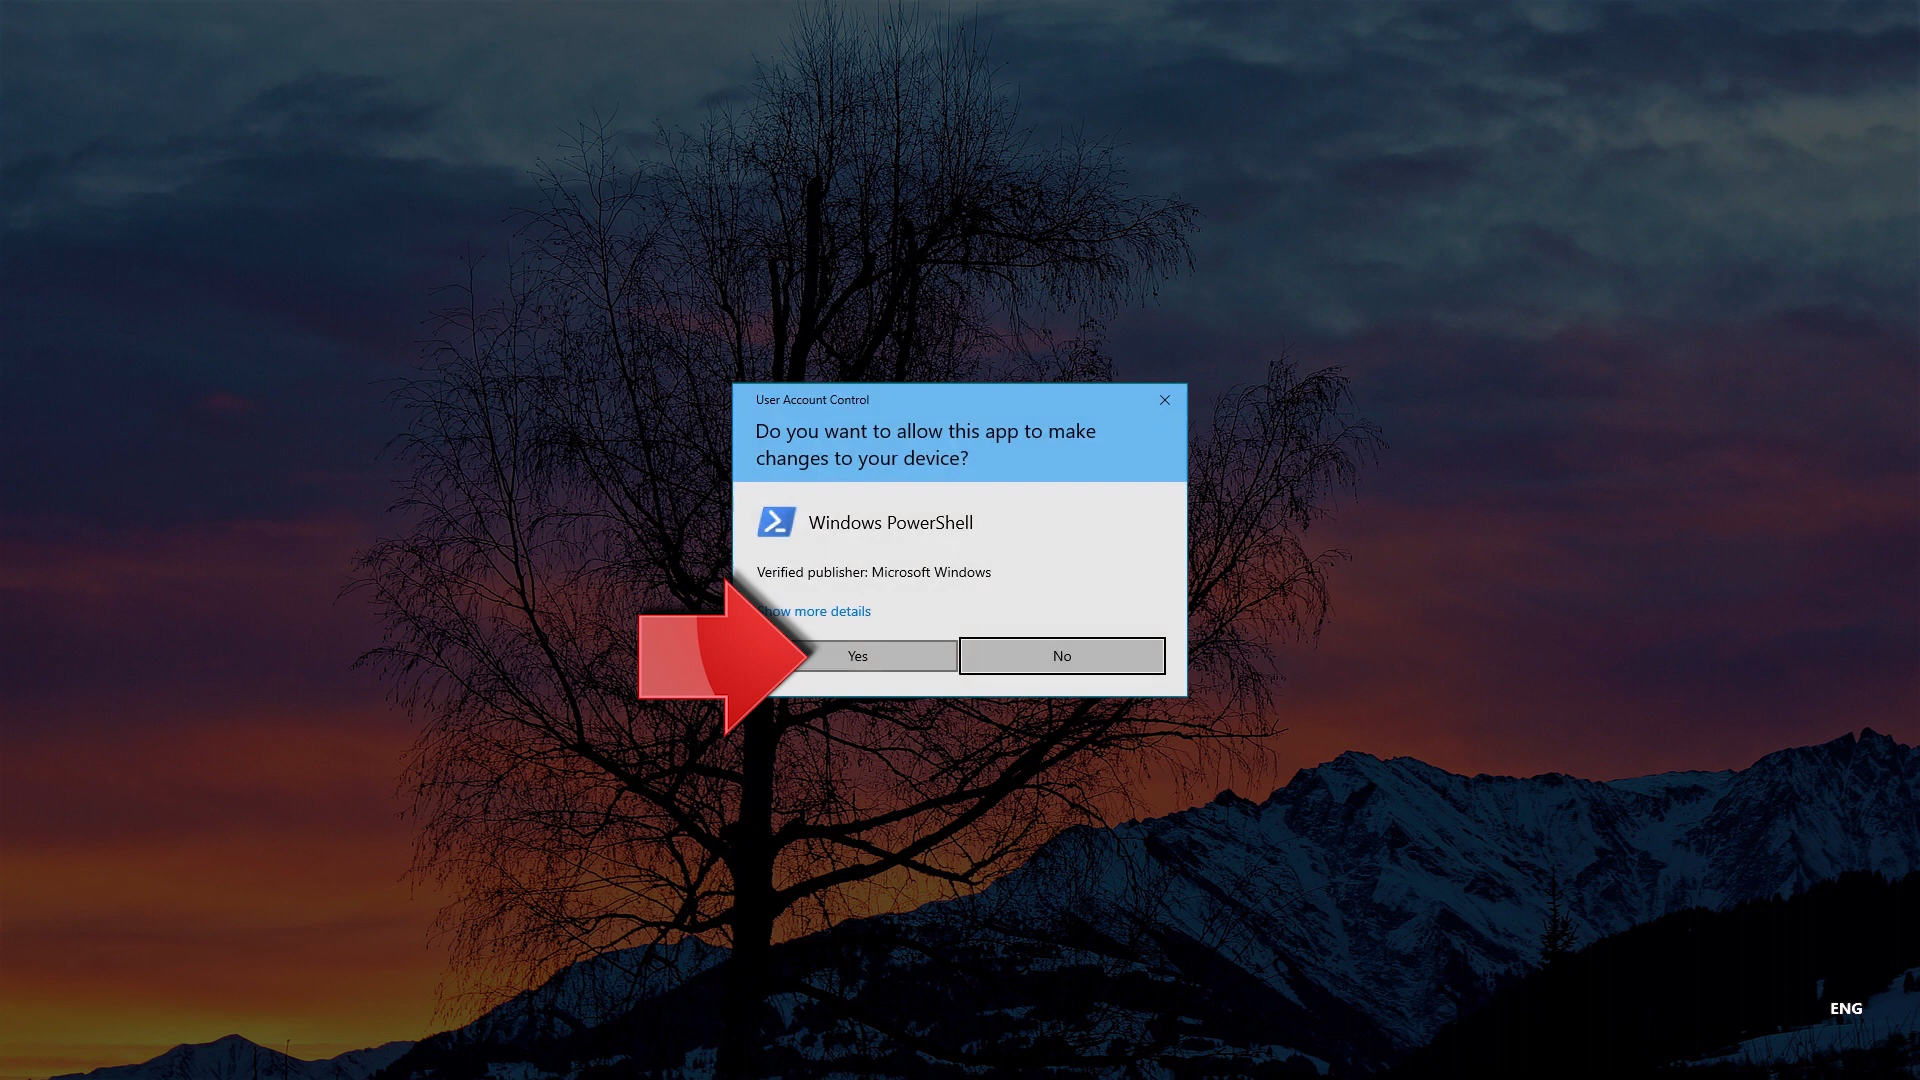 User Account Control
Do you want to allow this app to make
changes to your device?
Windows PowerShell
Verified publisher: Microsoft Windows
Show more details
Yes
No
ENG